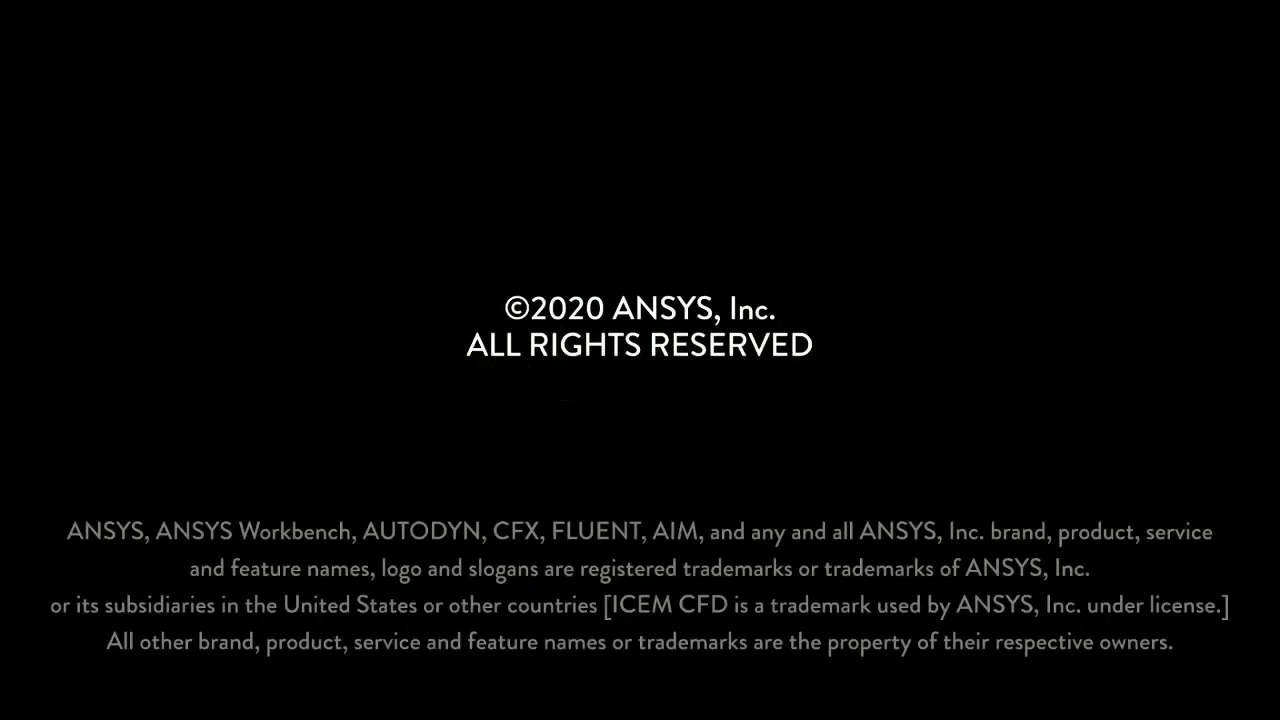 ©2020 ANSYS, Inc.
ALL RIGHTS RESERVED
ANSYS, ANSYS Workbench, AUTODYN, CFX, FLUENT, AIM, and any and all ANSYS, Inc. brand, product, service
and feature names, logo and slogans are registered trademarks or trademarks of ANSYS, Inc.
or its subsidiaries in the United States or other countries [ICEM CFD is a trademark used by ANSYS, Inc. under license.]
All other brand, product, service and feature names or trademarks are the property of their respective owners.